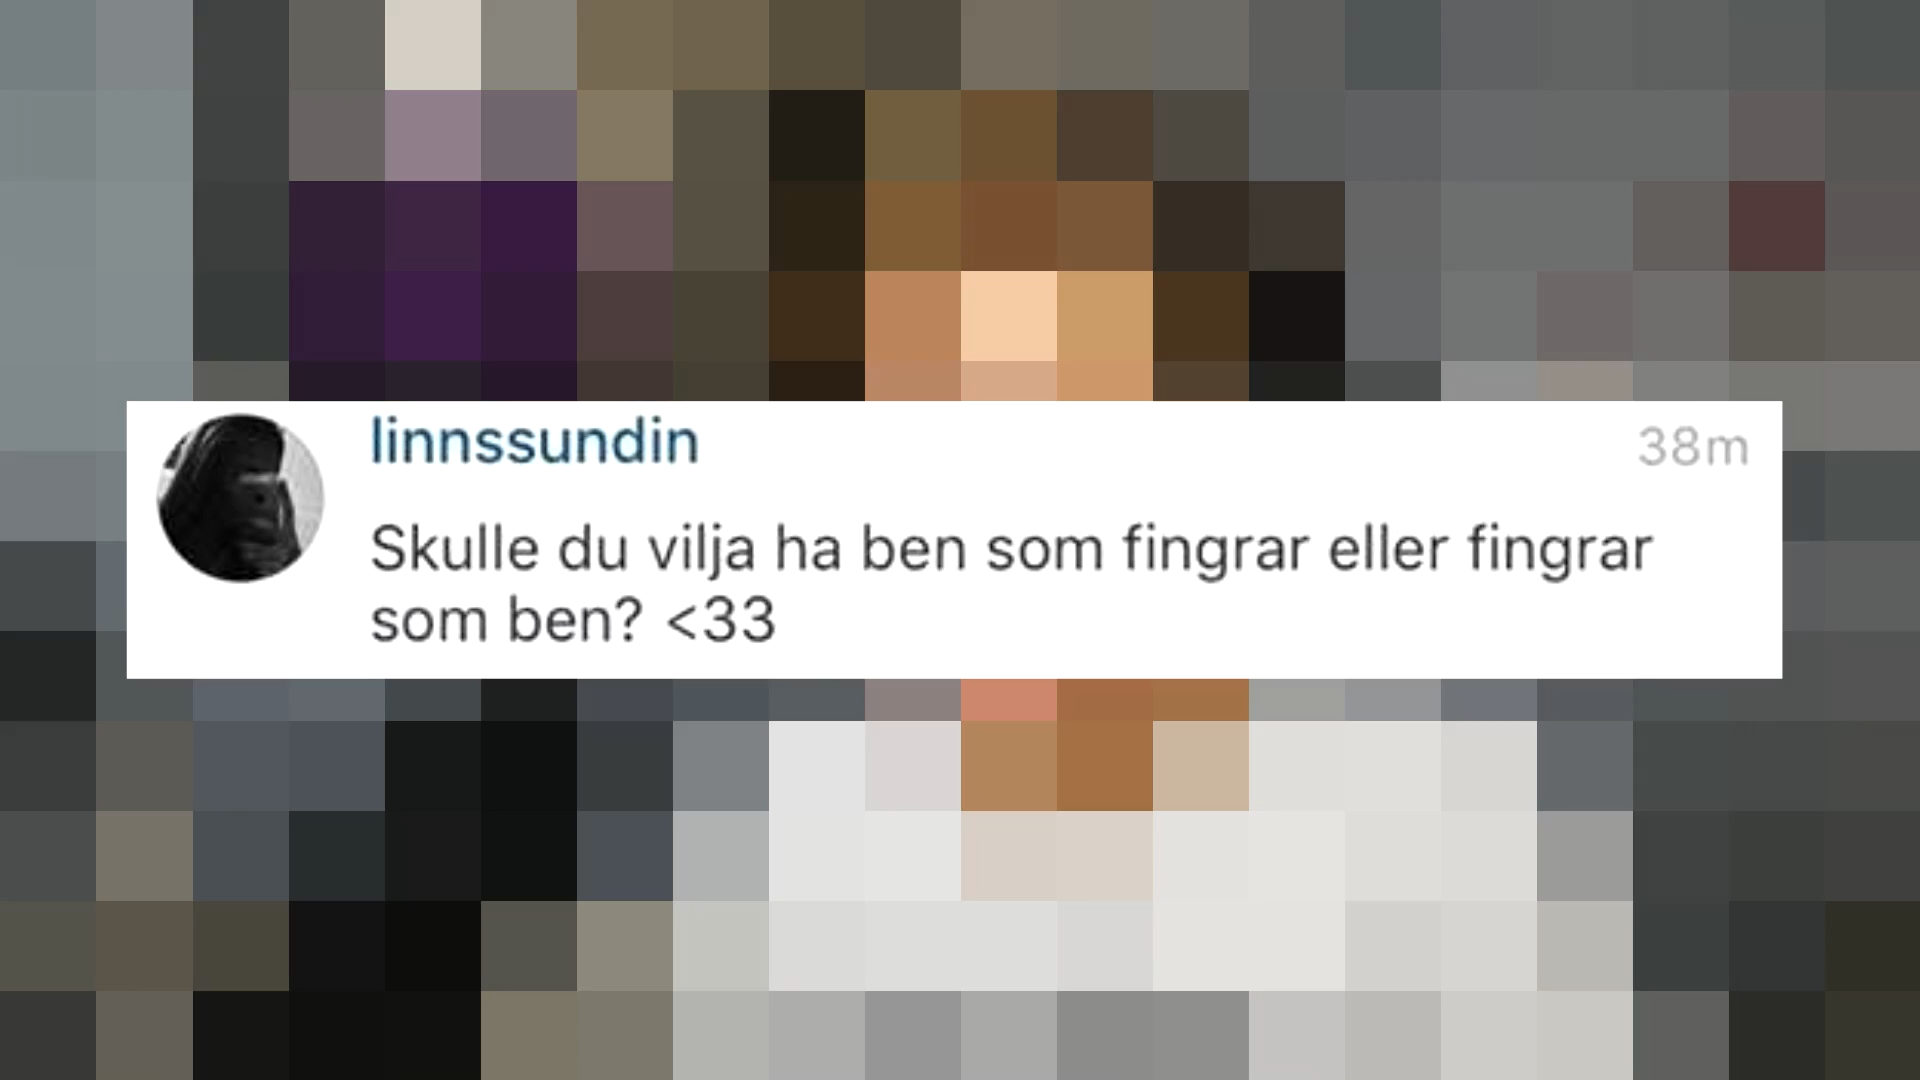 linnssundin
38m
Skulle du vilja ha ben som fingrar eller fingrar
som ben? <33